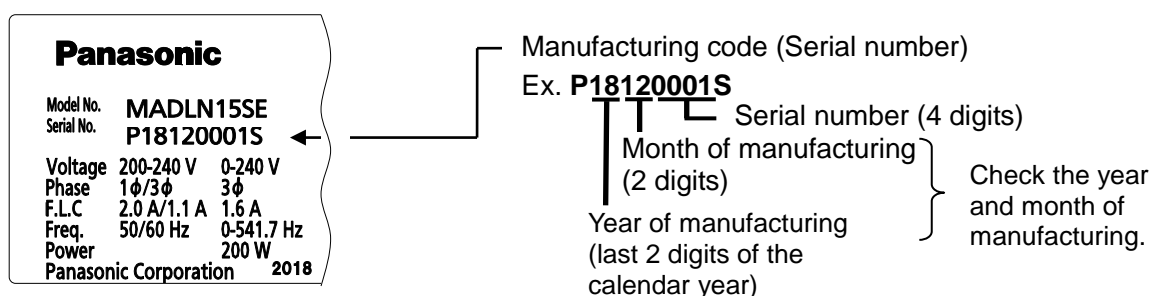 Panasonic
Model No. MADLN15SE
Serial No. P18120001S
Voltage 200-240 V 0-240 V
Phase 1ϕ/3ϕ 3ϕ
F.L.C 2.0 A/1.1 A 1.6 A
Freq. 50/60 Hz 0-541.7 Hz
Power 200 W
Panasonic Corporation 2018
Manufacturing code (Serial number)
Ex. P18120001S
Serial number (4 digits)
Month of manufacturing
(2 digits)
Year of manufacturing
(last 2 digits of the
calendar year)
Check the year
and month of
manufacturing.